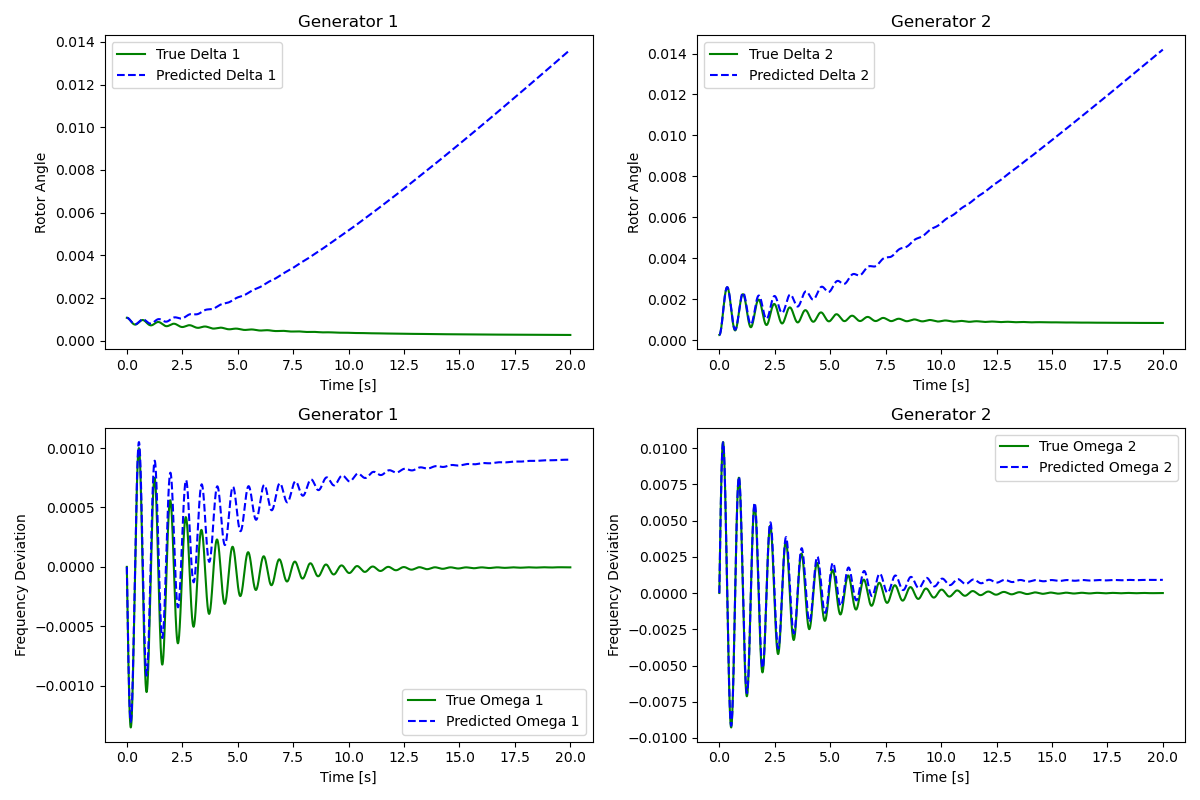 Generator 1
True Delta 1
Predicted Delta 1
Rotor Angle
0.014
0.012
0.010
0.008
0.006
0.004
0.002
0.000
0.0 2.5 5.0 7.5 10.0 12.5 15.0 17.5 20.0
Time [s]
Generator 2
True Delta 2
Predicted Delta 2
Rotor Angle
0.014
0.012
0.010
0.008
0.006
0.004
0.002
0.000
0.0 2.5 5.0 7.5 10.0 12.5 15.0 17.5 20.0
Time [s]
Generator 1
True Omega 1
Predicted Omega 1
Frequency Deviation
0.0010
0.0005
0.0000
−0.0005
−0.0010
0.0 2.5 5.0 7.5 10.0 12.5 15.0 17.5 20.0
Time [s]
Generator 2
True Omega 2
Predicted Omega 2
Frequency Deviation
0.0100
0.0075
0.0050
0.0025
0.0000
−0.0025
−0.0050
−0.0075
−0.0100
0.0 2.5 5.0 7.5 10.0 12.5 15.0 17.5 20.0
Time [s]